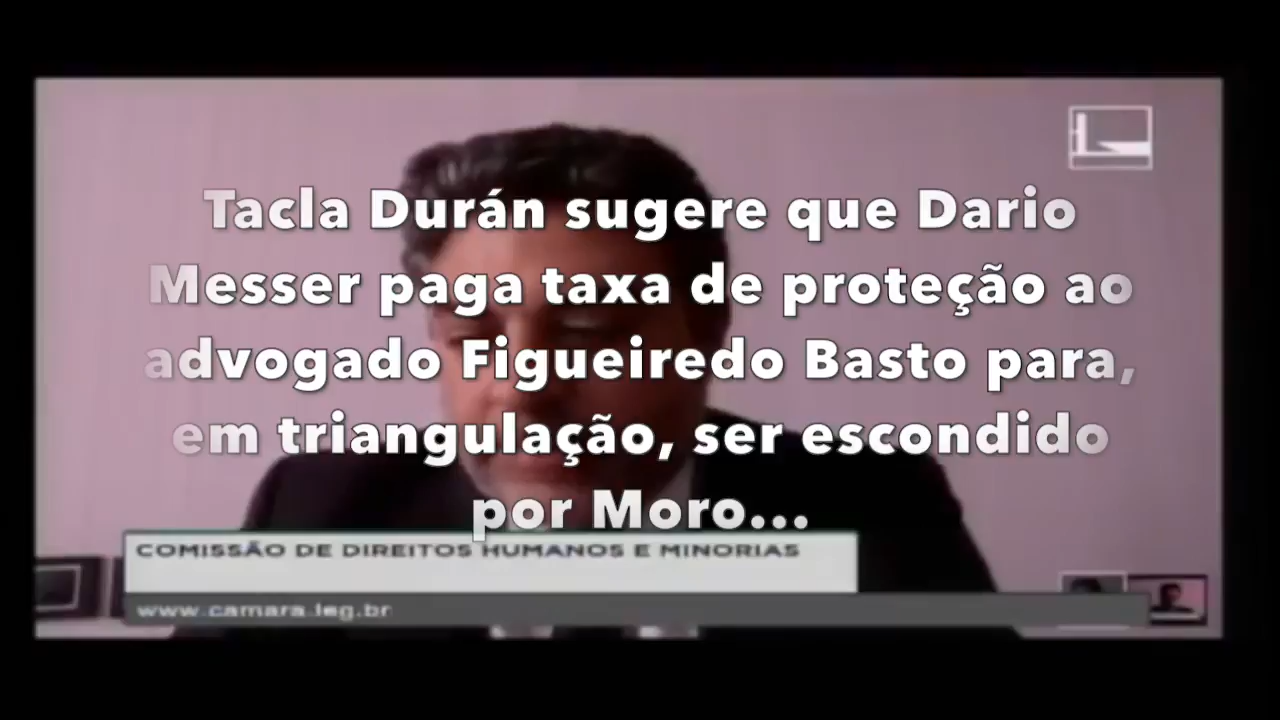 Tacla Durán sugere que Dario
Messer paga taxa de proteção ao
advogado Figueiredo Basto para,
em triangulação, ser escondido
por Moro...
COMISSÃO DE DIREITOS HUMANOS E MINORIAS
www.camara.leg.br